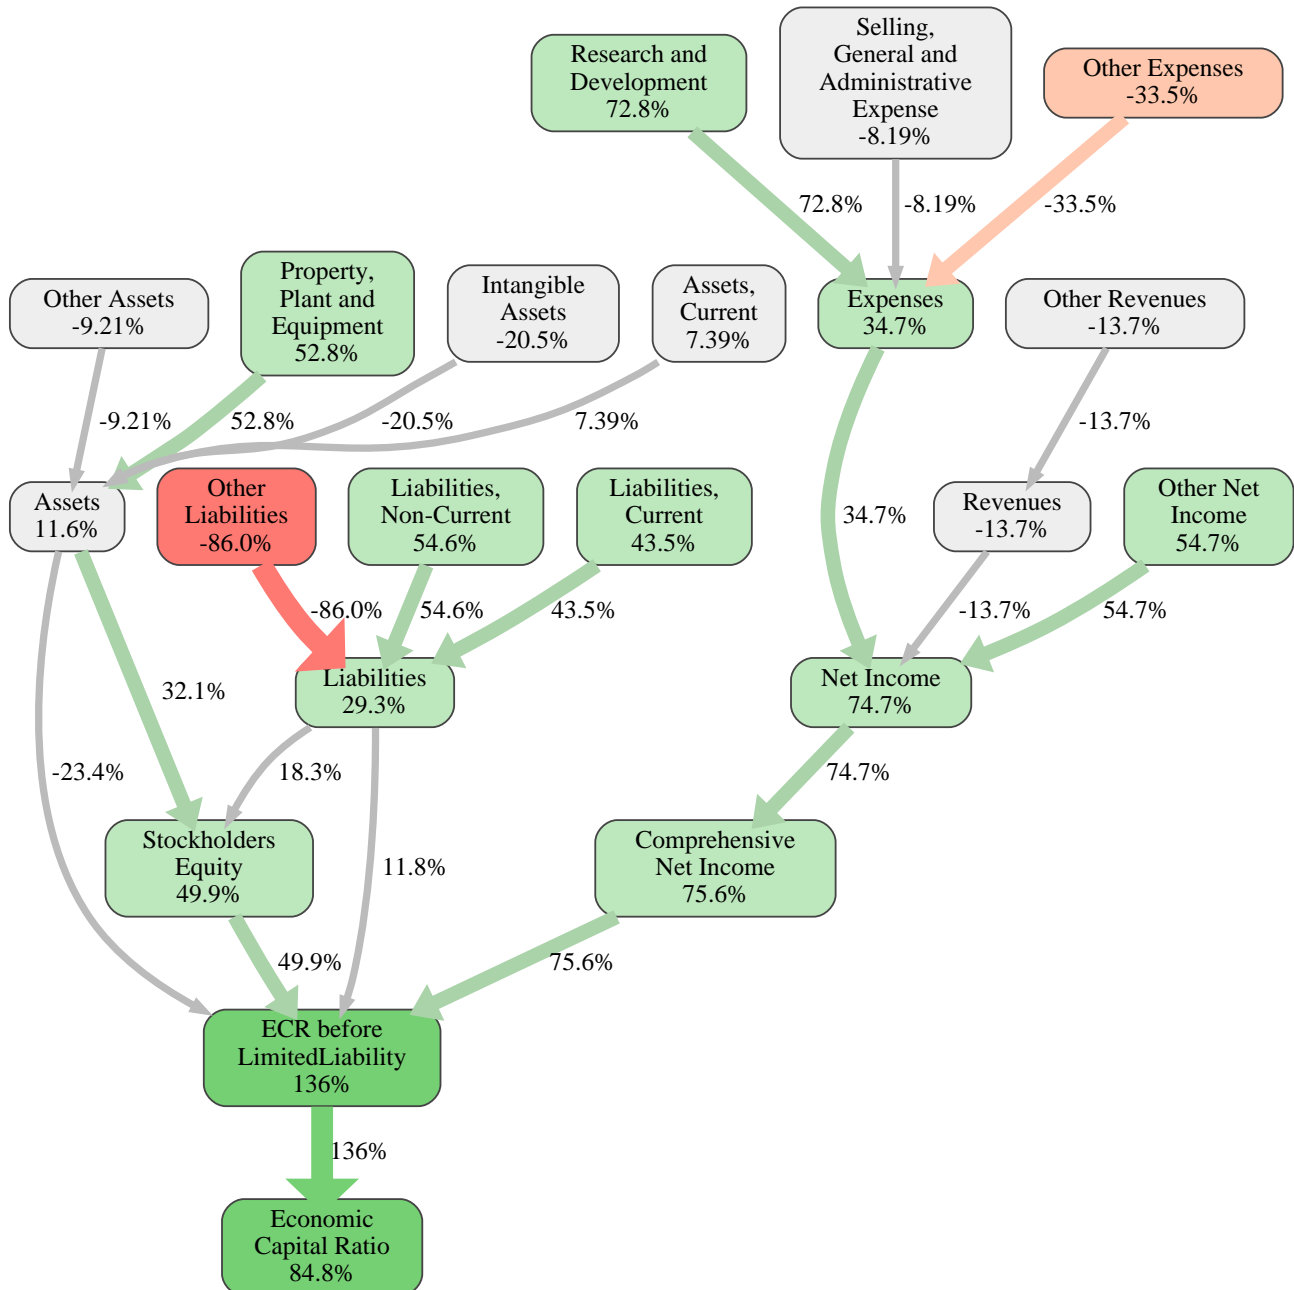 Research and
Development
72.8%
Selling,
General and
Administrative
Expense
-8.19%
Other Expenses
-33.5%
72.8%
-8.19%
-33.5%
Other Assets
-9.21%
Property,
Plant and
Equipment
52.8%
Intangible
Assets
-20.5%
Assets,
Current
7.39%
Expenses
34.7%
Other Revenues
-13.7%
-9.21%
52.8%
-20.5%
7.39%
-13.7%
Assets
11.6%
Other
Liabilities
-86.0%
Liabilities,
Non-Current
54.6%
Liabilities,
Current
43.5%
34.7%
Revenues
-13.7%
Other Net
Income
54.7%
-86.0%
54.6%
43.5%
-13.7%
54.7%
32.1%
Liabilities
29.3%
Net Income
74.7%
-23.4%
18.3%
74.7%
Stockholders
Equity
49.9%
11.8%
Comprehensive
Net Income
75.6%
49.9%
75.6%
ECR before
LimitedLiability
136%
136%
Economic
Capital Ratio
84.8%